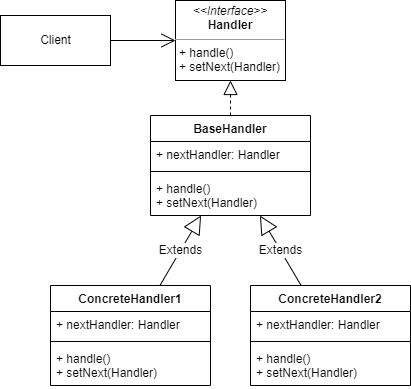 <<Interface>>
Handler
Client
+ handle()
+ setNext(Handler)
BaseHandler
+ nextHandler: Handler
+ handle()
+ setNext(Handler)
Extends
Extends
ConcreteHandler1
+ nextHandler: Handler
+ handle()
+ setNext(Handler)
ConcreteHandler2
+ nextHandler: Handler
+ handle()
+ setNext(Handler)